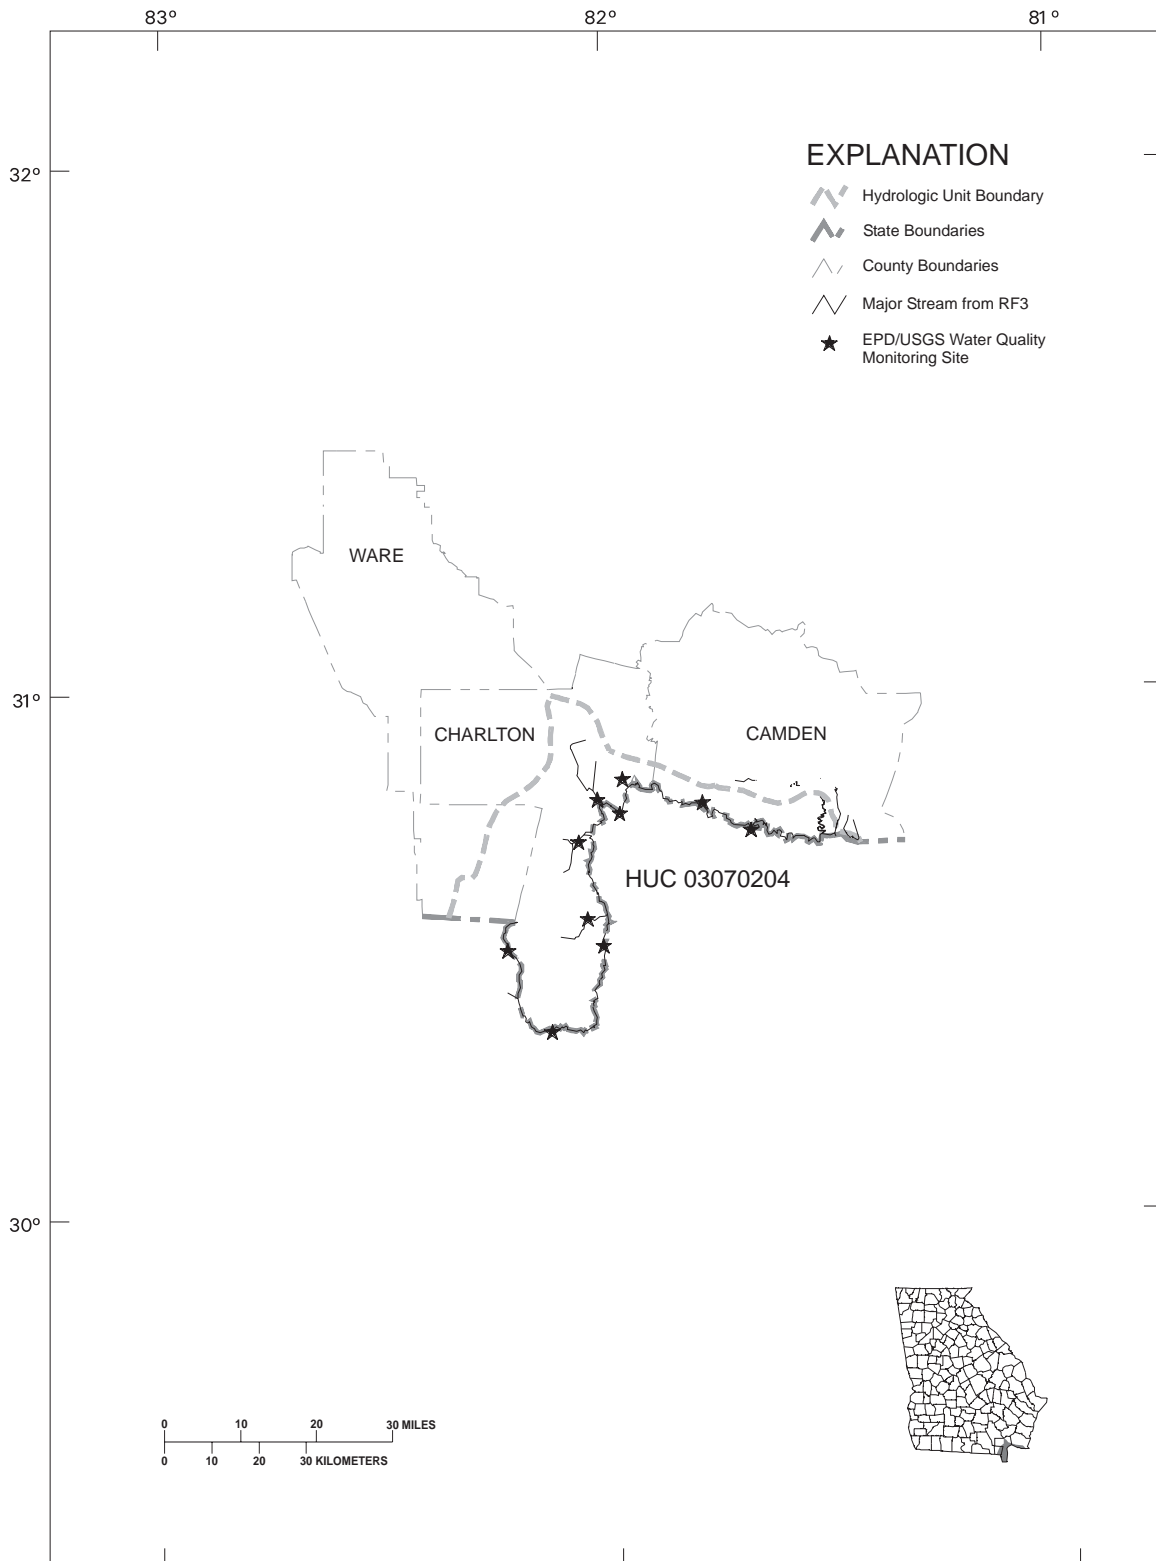 83°
82°
81°
32°
31°
30°
EXPLANATION
Hydrologic Unit Boundary
State Boundaries
County Boundaries
Major Stream from RF3
EPD/USGS Water Quality
Monitoring Site
WARE
CHARLTON
CAMDEN
HUC 03070204
0 10 20 30 MILES
0 10 20 30 KILOMETERS